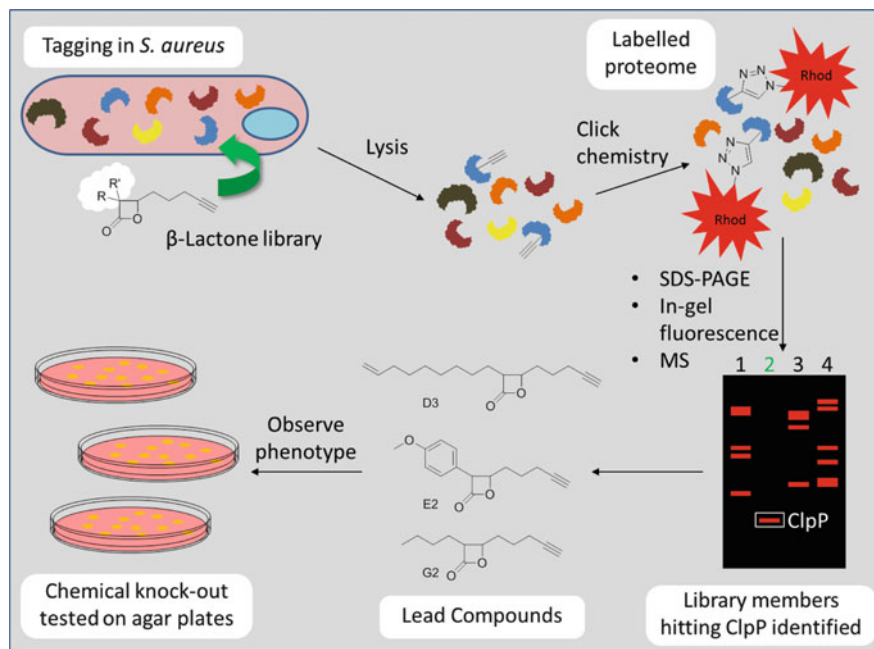 Tagging in S. aureus
R'
R
O
O
β-Lactone library
Lysis
Click
chemistry
Labelled
proteome
N
N
N
Rhod
N
N
N
Rhod
• SDS-PAGE
• In-gel
fluorescence
• MS
1 2 3 4
ClpP
Library members
hitting ClpP identified
O
O
D3
O
O
O
E2
O
O
G2
Lead Compounds
Observe
phenotype
Chemical knock-out
tested on agar plates